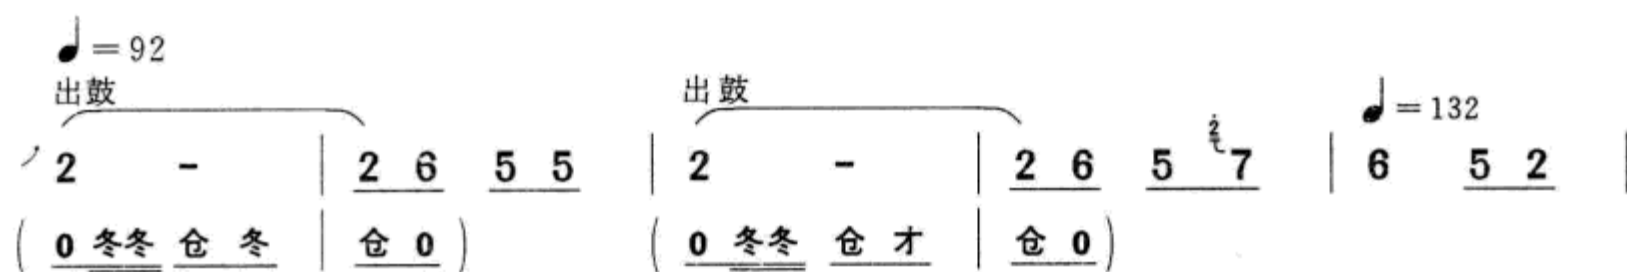 ♩=92
出鼓 出鼓 ♩=132
2 - | 2 6 5 5 | 2 - | 2 6 5 2̇ 7 | 6 5 2 |
( 0 冬冬 仓 冬 | 仓 0 ) ( 0 冬冬 仓 才 | 仓 0 )